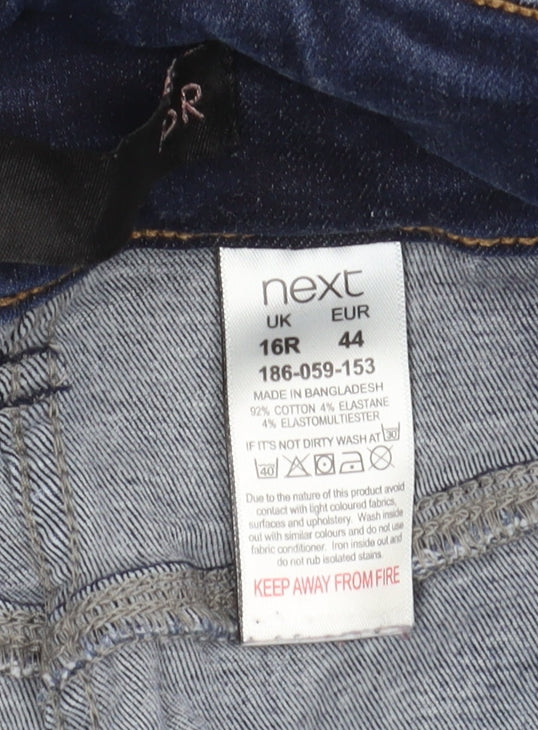 R
PR
next
UK EUR
16R 44
186-059-153
MADE IN BANGLADESH
92% COTTON 4% ELASTANE
4% ELASTOMULTIESTER
IF IT'S NOT DIRTY WASH AT 30
40
Due to the nature of this product avoid
contact with light coloured fabrics,
surfaces and upholstery. Wash inside
out with similar colours and do not use
fabric conditioner. Iron inside out and
do not rub isolated stains.
KEEP AWAY FROM FIRE